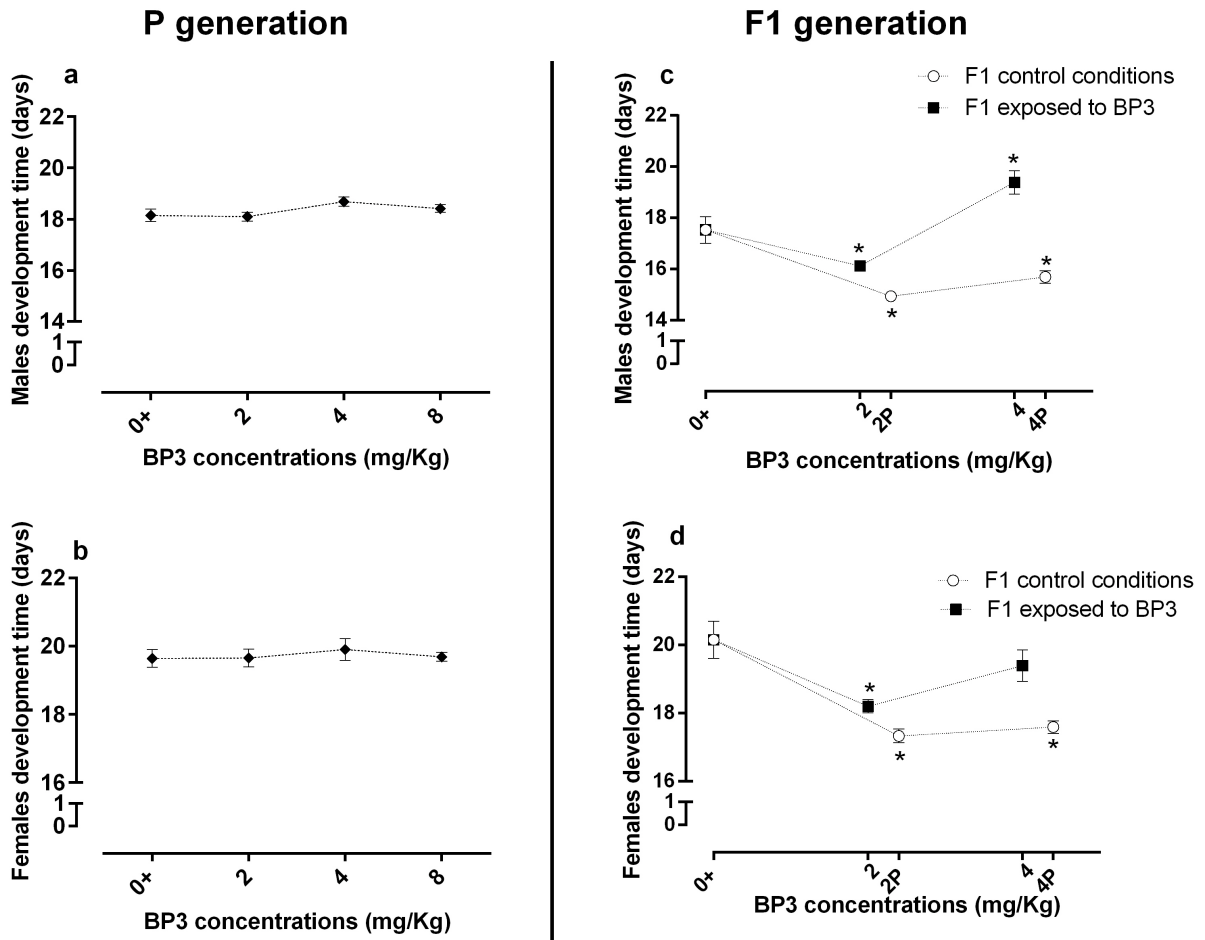 P generation
F1 generation
a
Males development time (days)
22
20
18
16
14
1
0
0+
2
4
8
BP3 concentrations (mg/Kg)
b
Females development time (days)
22
20
18
16
1
0
0+
2
4
8
BP3 concentrations (mg/Kg)
c
F1 control conditions
F1 exposed to BP3
Males development time (days)
22
20
18
16
14
1
0
*
*
*
*
0+
2
2P
4
4P
BP3 concentrations (mg/Kg)
d
F1 control conditions
F1 exposed to BP3
Females development time (days)
22
20
18
16
1
0
*
*
*
0+
2
2P
4
4P
BP3 concentrations (mg/Kg)